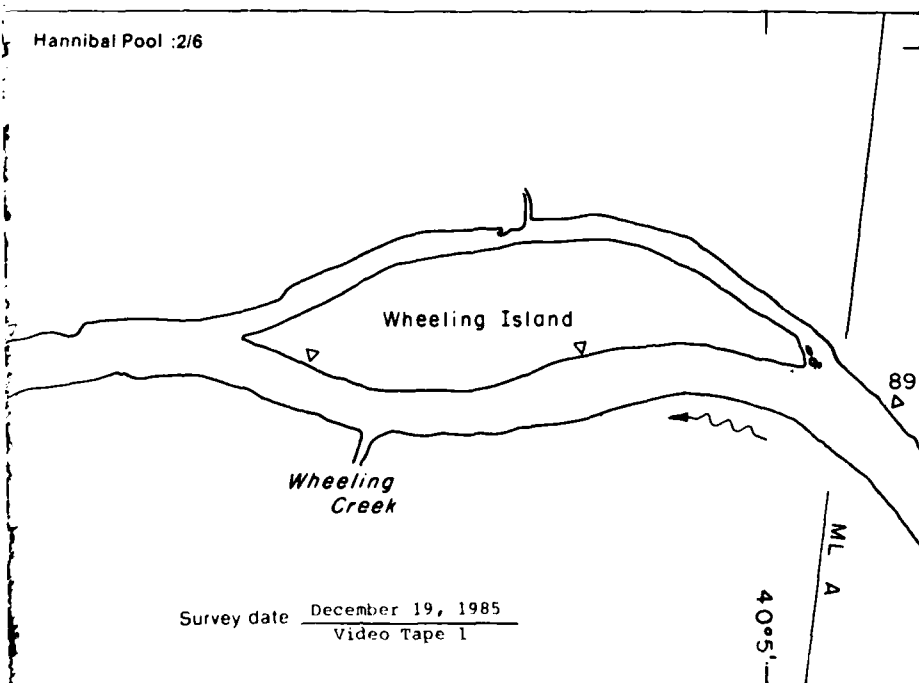 Hannibal Pool :2/6
Wheeling Island
89
Wheeling
Creek
ML A
40°5'
Survey date December 19, 1985
Video Tape 1